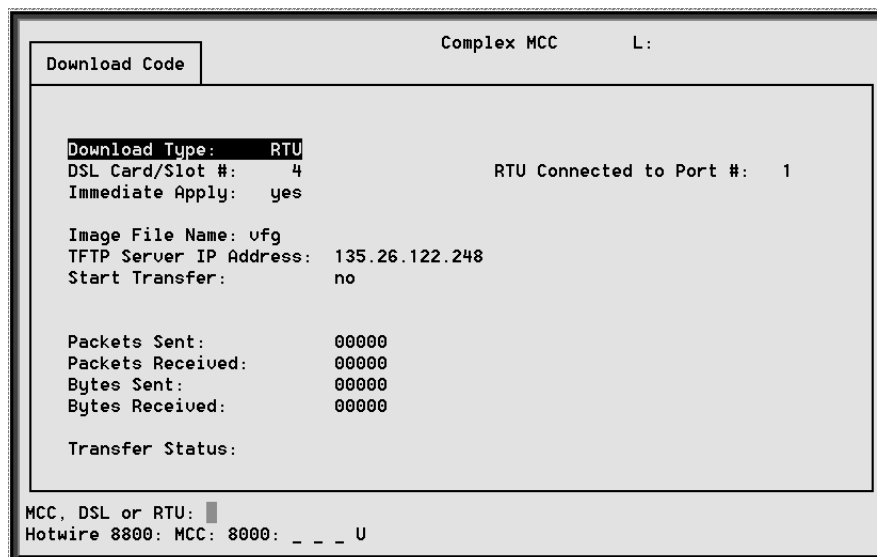 Complex MCC L:
Download Code
Download Type: RTU
DSL Card/Slot #: 4 RTU Connected to Port #: 1
Immediate Apply: yes
Image File Name: vfg
TFTP Server IP Address: 135.26.122.248
Start Transfer: no
Packets Sent: 00000
Packets Received: 00000
Bytes Sent: 00000
Bytes Received: 00000
Transfer Status:
MCC, DSL or RTU:
Hotwire 8800: MCC: 8000: _ _ _ U